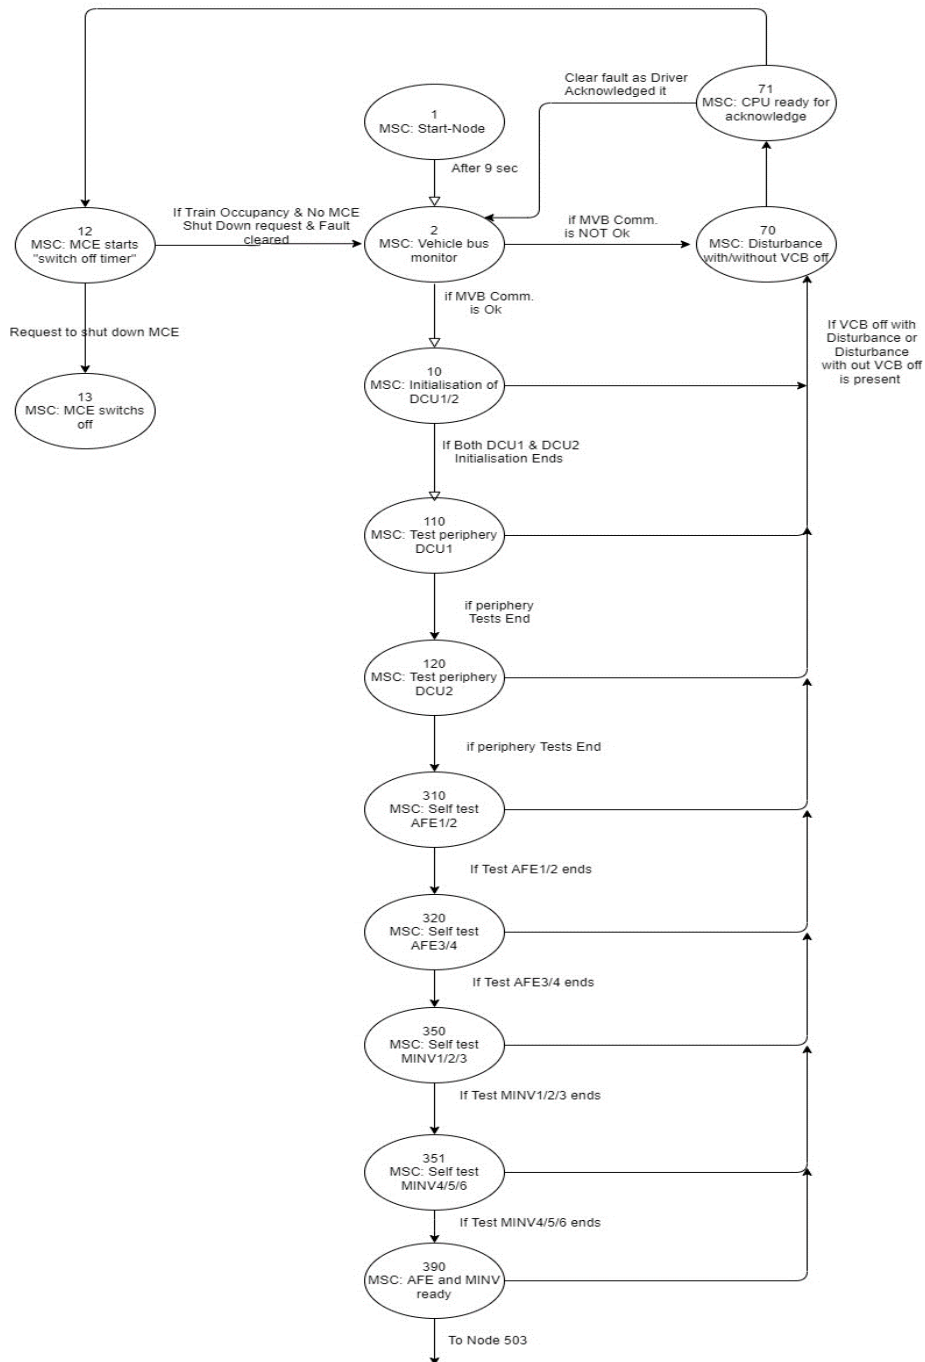 71
MSC: CPU ready for
acknowledge
Clear fault as Driver
Acknowledged it
1
MSC: Start-Node
After 9 sec
12
MSC: MCE starts
"switch off timer"
If Train Occupancy & No MCE
Shut Down request & Fault
cleared
2
MSC: Vehicle bus
monitor
if MVB Comm.
is NOT Ok
70
MSC: Disturbance
with/without VCB off
if MVB Comm.
is Ok
Request to shut down MCE
If VCB off with
Disturbance or
Disturbance
with out VCB off
is present
13
MSC: MCE switchs
off
10
MSC: Initialisation of
DCU1/2
If Both DCU1 & DCU2
Initialisation Ends
110
MSC: Test periphery
DCU1
if periphery
Tests End
120
MSC: Test periphery
DCU2
if periphery Tests End
310
MSC: Self test
AFE1/2
If Test AFE1/2 ends
320
MSC: Self test
AFE3/4
If Test AFE3/4 ends
350
MSC: Self test
MINV1/2/3
If Test MINV1/2/3 ends
351
MSC: Self test
MINV4/5/6
If Test MINV4/5/6 ends
390
MSC: AFE and MINV
ready
To Node 503